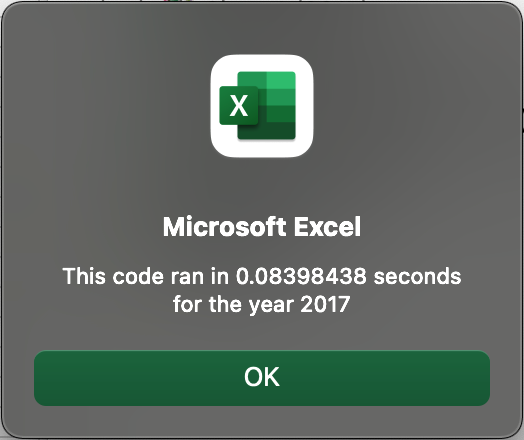 X
Microsoft Excel
This code ran in 0.08398438 seconds
for the year 2017
OK